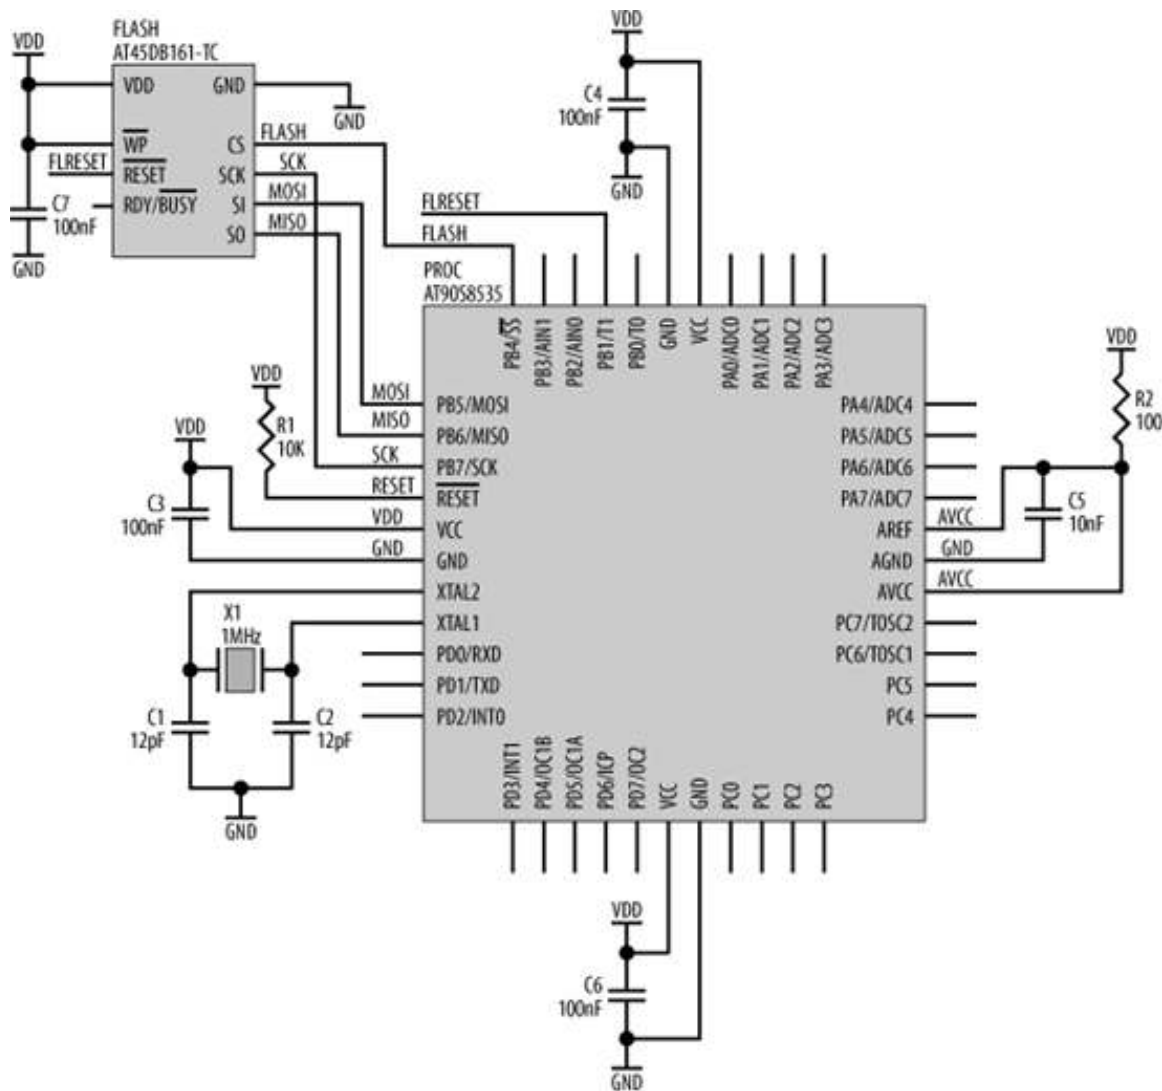 FLASH
AT45DB161-TC
VDD
VDD
GND
GND
WP
CS
FLASH
FLRESET
RESET
SCK
SCK
RDY/BUSY
SI
MOSI
SO
MISO
C7
100nF
GND
VDD
C4
100nF
GND
FLRESET
FLASH
PROC
AT90S8535
PB4/SS
PB3/AIN1
PB2/AIN0
PB1/T1
PB0/T0
GND
VCC
PA0/ADC0
PA1/ADC1
PA2/ADC2
PA3/ADC3
VDD
R1
10K
VDD
C3
100nF
MOSI
MISO
SCK
RESET
VDD
GND
PB5/MOSI
PB6/MISO
PB7/SCK
RESET
VCC
GND
XTAL2
XTAL1
PD0/RXD
PD1/TXD
PD2/INT0
X1
1MHz
C1
12pF
C2
12pF
GND
PA4/ADC4
PA5/ADC5
PA6/ADC6
PA7/ADC7
AREF
AGND
AVCC
PC7/TOSC2
PC6/TOSC1
PC5
PC4
AVCC
GND
AVCC
VDD
R2
100
C5
10nF
PD3/INT1
PD4/OC1B
PD5/OC1A
PD6/ICP
PD7/OC2
VCC
GND
PC0
PC1
PC2
PC3
VDD
C6
100nF
GND